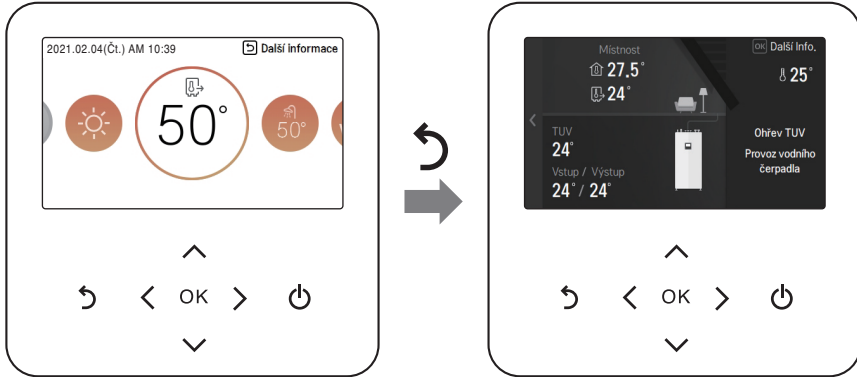 2021.02.04(Čt.) AM 10:39
Další informace
50°
50°
OK
Místnost
27.5°
24°
OK Další Info.
25°
TUV
24°
Vstup / Výstup
24° / 24°
Ohřev TUV
Provoz vodního
čerpadla
OK